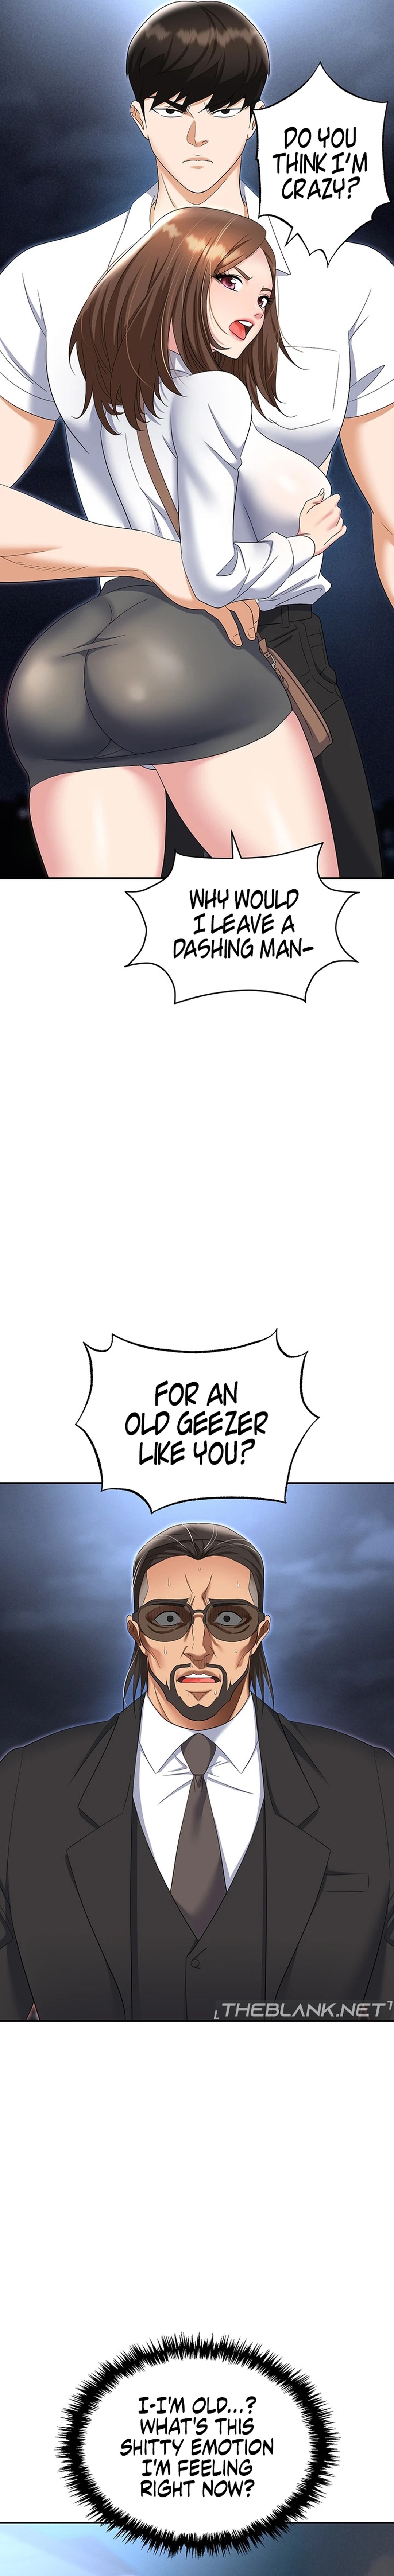 DO YOU
THINK I'M
CRAZY?
WHY WOULD
I LEAVE A
DASHING MAN-
FOR AN
OLD GEEZER
LIKE YOU?
THEBLANK.NET
I-I'M OLD...?
WHAT'S THIS
SHITTY EMOTION
I'M FEELING
RIGHT NOW?